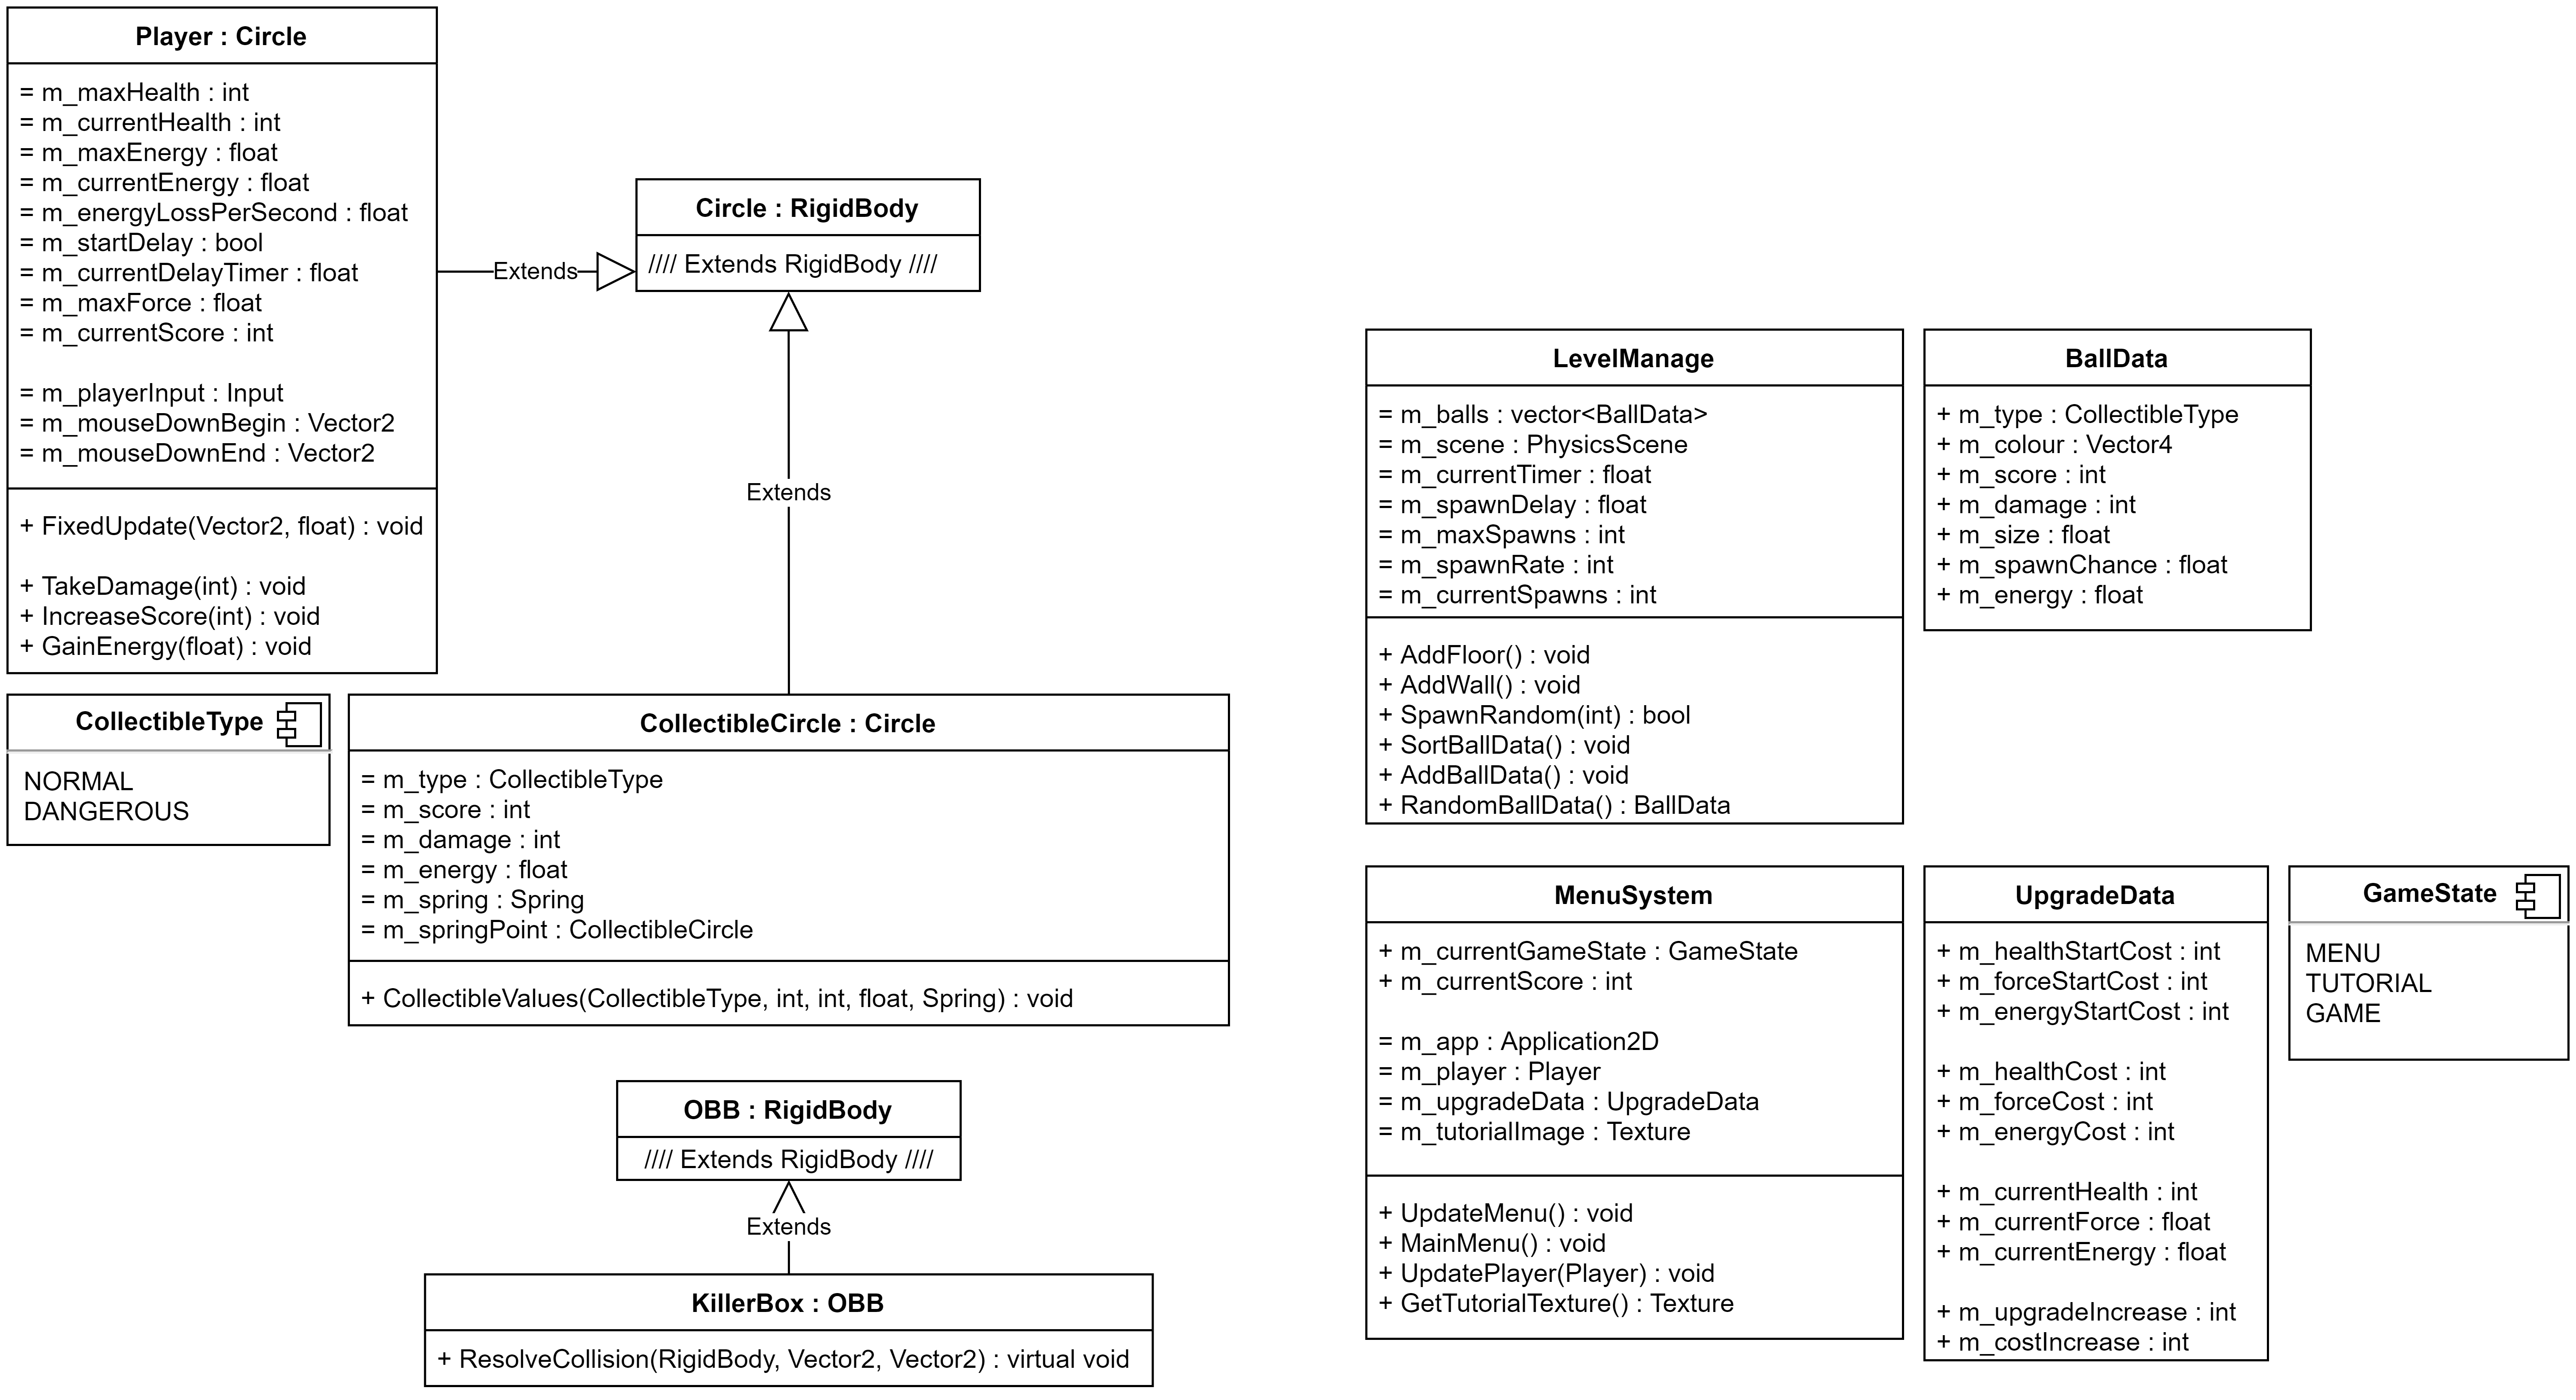 Player : Circle
= m_maxHealth : int
= m_currentHealth : int
= m_maxEnergy : float
= m_currentEnergy : float
= m_energyLossPerSecond : float
= m_startDelay : bool
= m_currentDelayTimer : float
= m_maxForce : float
= m_currentScore : int
= m_playerInput : Input
= m_mouseDownBegin : Vector2
= m_mouseDownEnd : Vector2
+ FixedUpdate(Vector2, float) : void
+ TakeDamage(int) : void
+ IncreaseScore(int) : void
+ GainEnergy(float) : void
Extends
Circle : RigidBody
//// Extends RigidBody ////
Extends
CollectibleType
NORMAL
DANGEROUS
CollectibleCircle : Circle
= m_type : CollectibleType
= m_score : int
= m_damage : int
= m_energy : float
= m_spring : Spring
= m_springPoint : CollectibleCircle
+ CollectibleValues(CollectibleType, int, int, float, Spring) : void
OBB : RigidBody
//// Extends RigidBody ////
Extends
KillerBox : OBB
+ ResolveCollision(RigidBody, Vector2, Vector2) : virtual void
LevelManage
= m_balls : vector<BallData>
= m_scene : PhysicsScene
= m_currentTimer : float
= m_spawnDelay : float
= m_maxSpawns : int
= m_spawnRate : int
= m_currentSpawns : int
+ AddFloor() : void
+ AddWall() : void
+ SpawnRandom(int) : bool
+ SortBallData() : void
+ AddBallData() : void
+ RandomBallData() : BallData
BallData
+ m_type : CollectibleType
+ m_colour : Vector4
+ m_score : int
+ m_damage : int
+ m_size : float
+ m_spawnChance : float
+ m_energy : float
MenuSystem
+ m_currentGameState : GameState
+ m_currentScore : int
= m_app : Application2D
= m_player : Player
= m_upgradeData : UpgradeData
= m_tutorialImage : Texture
+ UpdateMenu() : void
+ MainMenu() : void
+ UpdatePlayer(Player) : void
+ GetTutorialTexture() : Texture
UpgradeData
+ m_healthStartCost : int
+ m_forceStartCost : int
+ m_energyStartCost : int
+ m_healthCost : int
+ m_forceCost : int
+ m_energyCost : int
+ m_currentHealth : int
+ m_currentForce : float
+ m_currentEnergy : float
+ m_upgradeIncrease : int
+ m_costIncrease : int
GameState
MENU
TUTORIAL
GAME